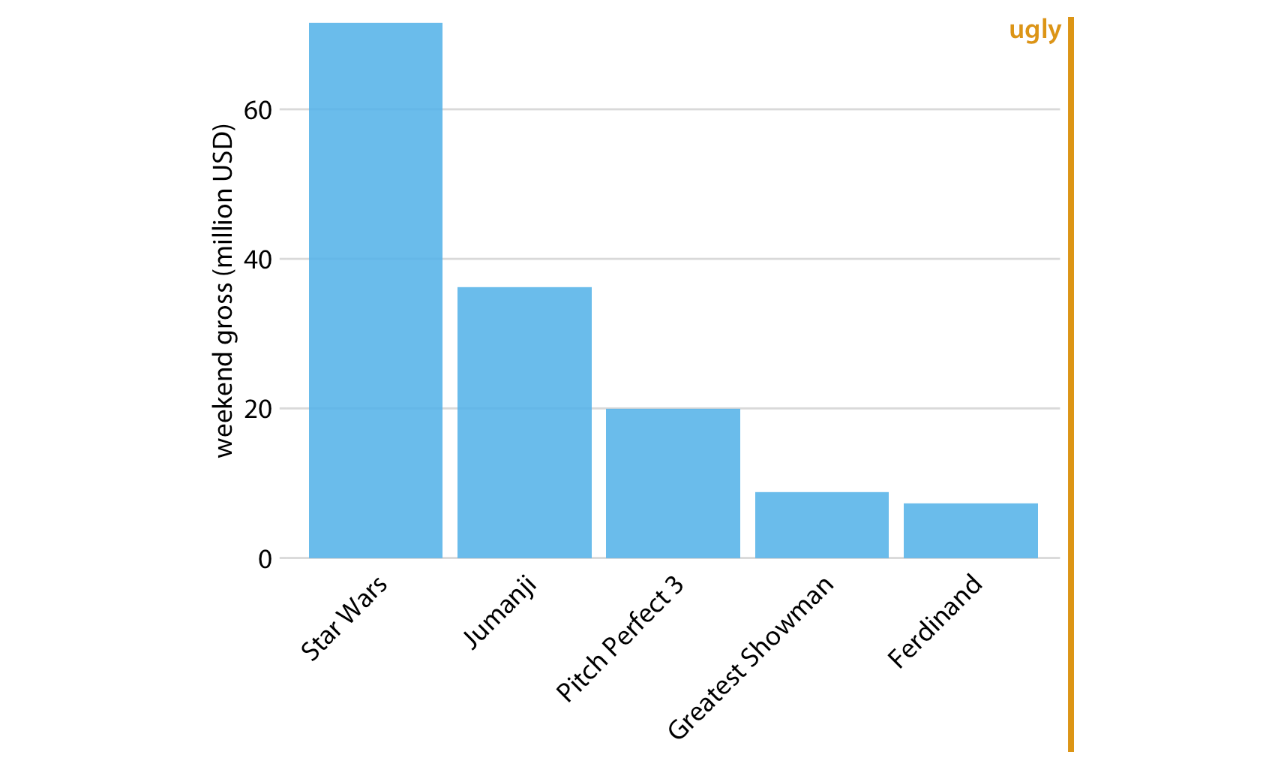 ugly
weekend gross (million USD)
60
40
20
0
Star Wars
Jumanji
Pitch Perfect 3
Greatest Showman
Ferdinand